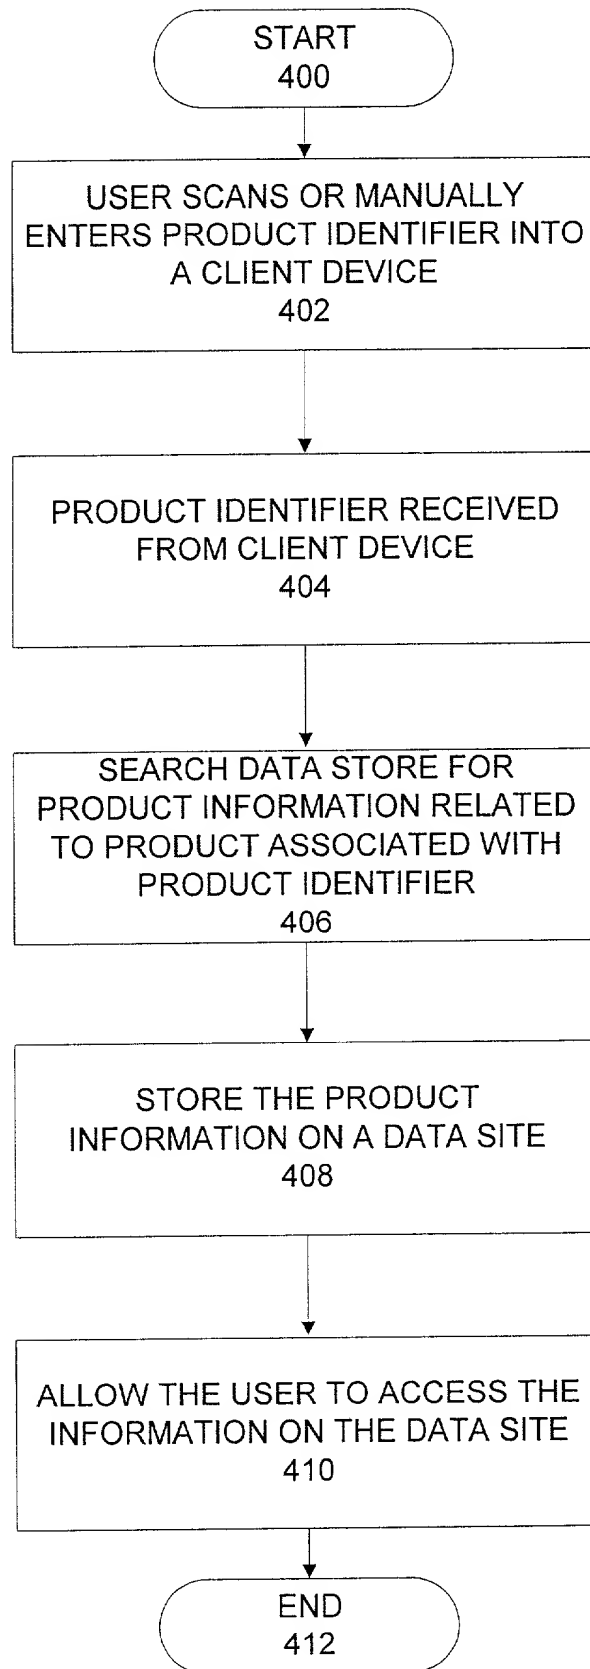 START
400
USER SCANS OR MANUALLY
ENTERS PRODUCT IDENTIFIER INTO
A CLIENT DEVICE
402
PRODUCT IDENTIFIER RECEIVED
FROM CLIENT DEVICE
404
SEARCH DATA STORE FOR
PRODUCT INFORMATION RELATED
TO PRODUCT ASSOCIATED WITH
PRODUCT IDENTIFIER
406
STORE THE PRODUCT
INFORMATION ON A DATA SITE
408
ALLOW THE USER TO ACCESS THE
INFORMATION ON THE DATA SITE
410
END
412